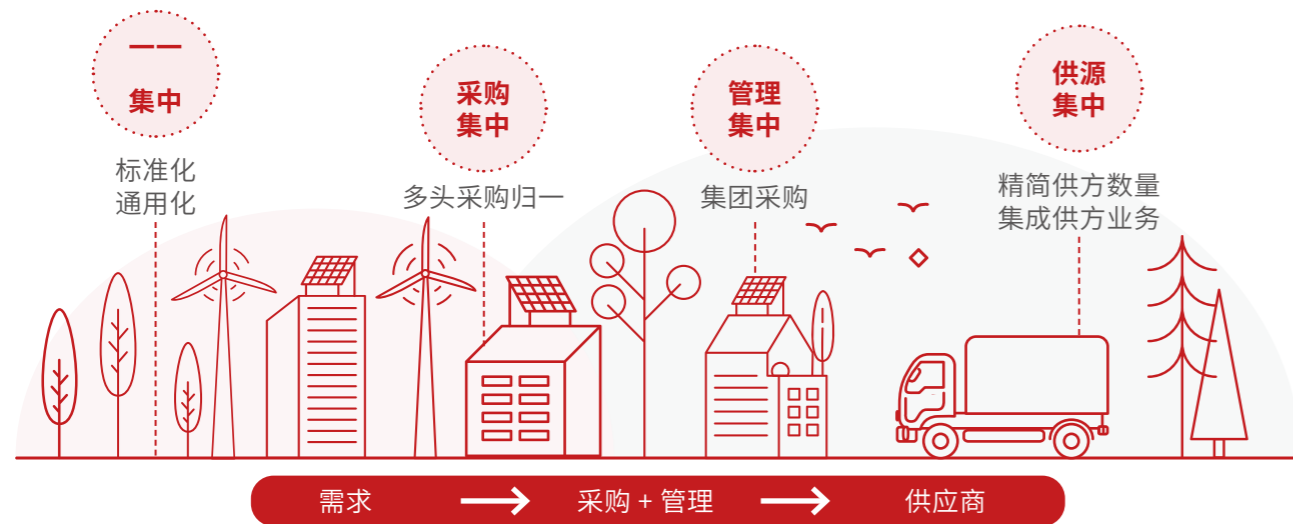 一一
集中
标准化
通用化
采购
集中
多头采购归一
管理
集中
集团采购
供源
集中
精简供方数量
集成供方业务
需求
采购 + 管理
供应商